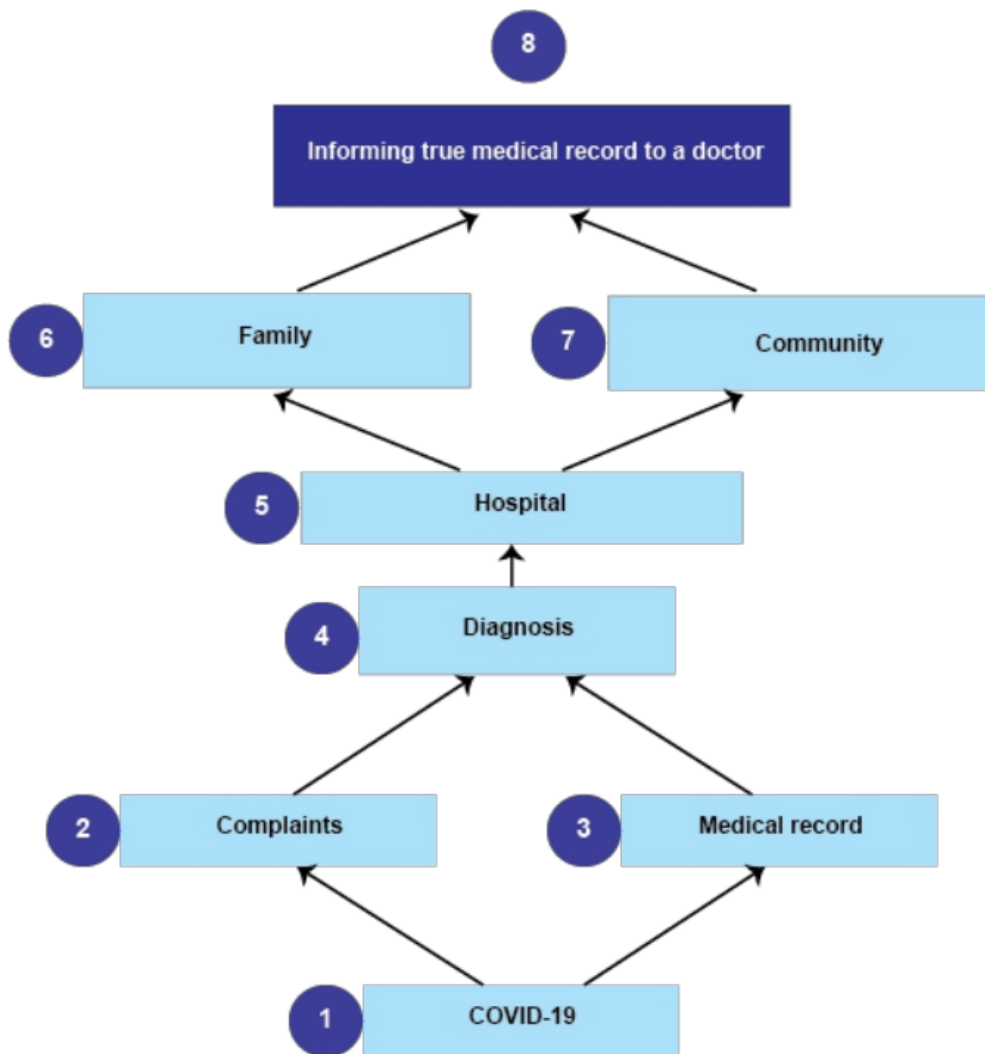 8
Informing true medical record to a doctor
6
Family
7
Community
5
Hospital
4
Diagnosis
2
Complaints
3
Medical record
1
COVID-19